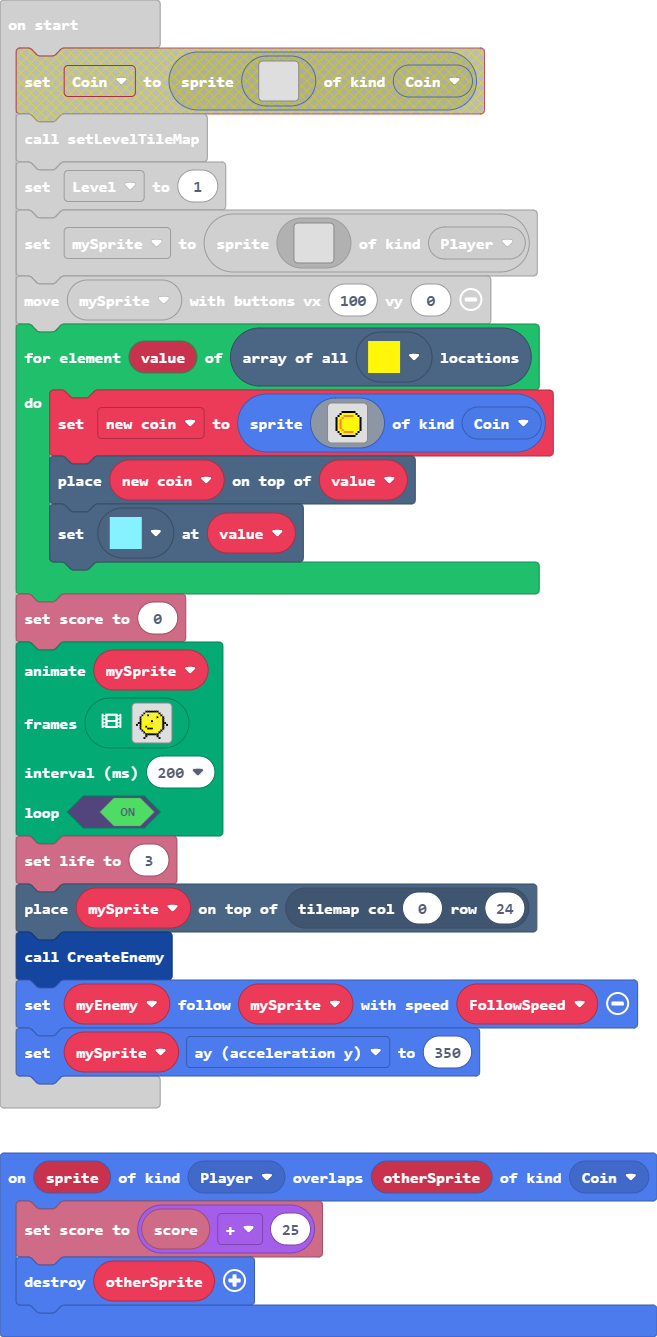 on start
set Coin to sprite of kind Coin
call setLevelTileMap
set Level to 1
set mySprite to sprite of kind Player
move mySprite with buttons vx 100 vy 0
for element value of array of all locations
do
set new coin to sprite of kind Coin
place new coin on top of value
set at value
set score to 0
animate mySprite
frames
interval (ms) 200
loop ON
set life to 3
place mySprite on top of tilemap col 0 row 24
call CreateEnemy
set myEnemy follow mySprite with speed FollowSpeed
set mySprite ay (acceleration y) to 350
on sprite of kind Player overlaps otherSprite of kind Coin
set score to score + 25
destroy otherSprite